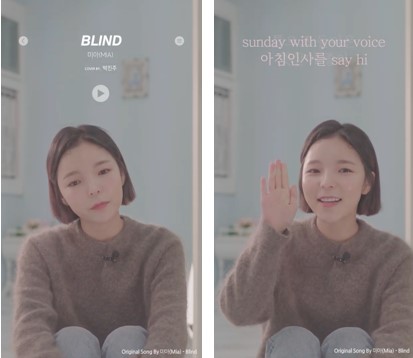 BLIND
미아(MIA)
COVER BY. 박진주
Original Song By 미아(Mia) - Blind
sunday with your voice
아침인사를 say hi
Original Song By 미아(Mia) - Blind